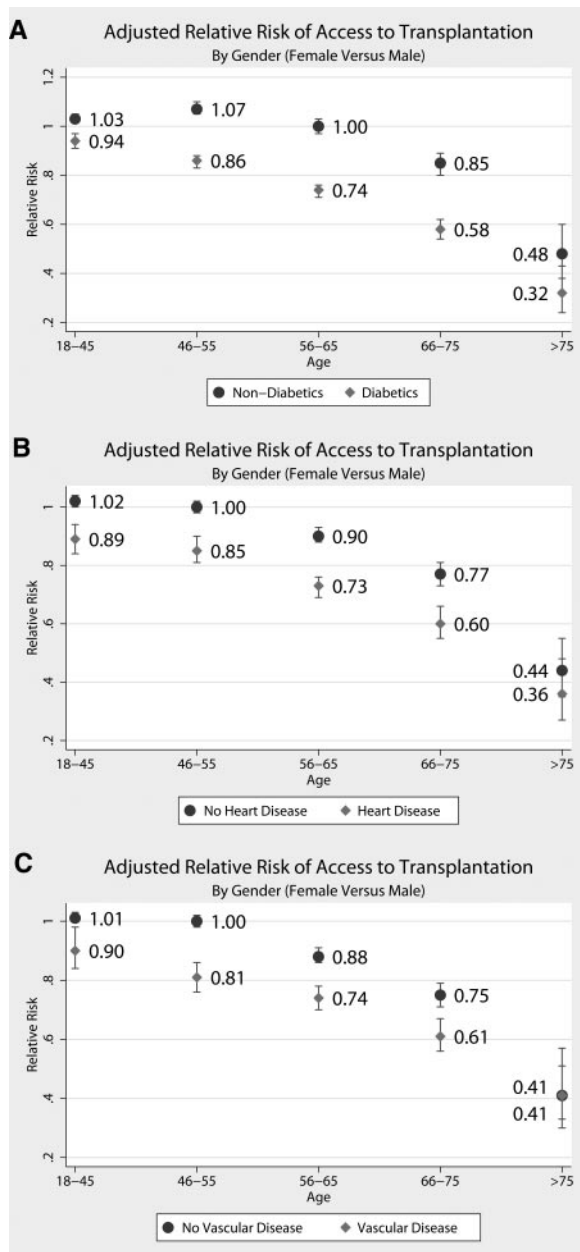 A
Adjusted Relative Risk of Access to Transplantation
By Gender (Female Versus Male)
Relative Risk
1.2
1
.8
.6
.4
.2
1.03
0.94
1.07
0.86
1.00
0.74
0.85
0.58
0.48
0.32
18–45 46–55 56–65 66–75 >75
Age
Non–Diabetics Diabetics
B
Adjusted Relative Risk of Access to Transplantation
By Gender (Female Versus Male)
Relative Risk
1
.8
.6
.4
.2
1.02
0.89
1.00
0.85
0.90
0.73
0.77
0.60
0.44
0.36
18–45 46–55 56–65 66–75 >75
Age
No Heart Disease Heart Disease
C
Adjusted Relative Risk of Access to Transplantation
By Gender (Female Versus Male)
Relative Risk
1
.8
.6
.4
.2
1.01
0.90
1.00
0.81
0.88
0.74
0.75
0.61
0.41
0.41
18–45 46–55 56–65 66–75 >75
Age
No Vascular Disease Vascular Disease